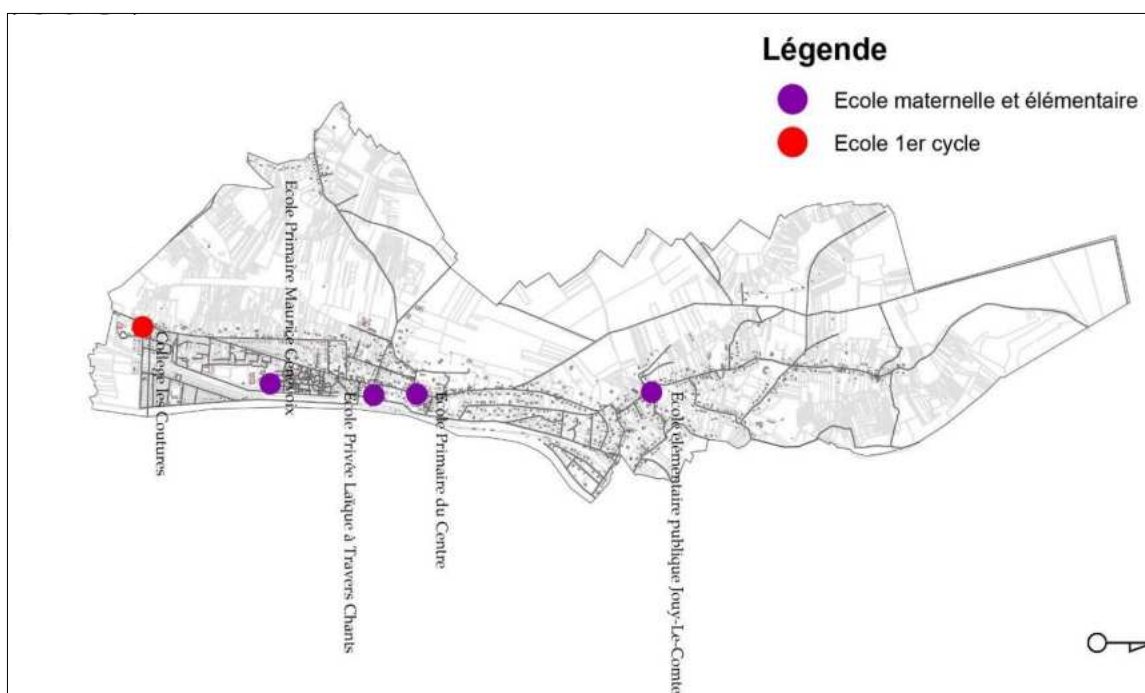 Légende
Ecole maternelle et élémentaire
Ecole 1er cycle
Collège les Coutures
Ecole Primaire Maurice Genevoix
Ecole Privée Laïque à Travers Chants
Ecole Primaire du Centre
Ecole élémentaire publique Jouy-Le-Comte